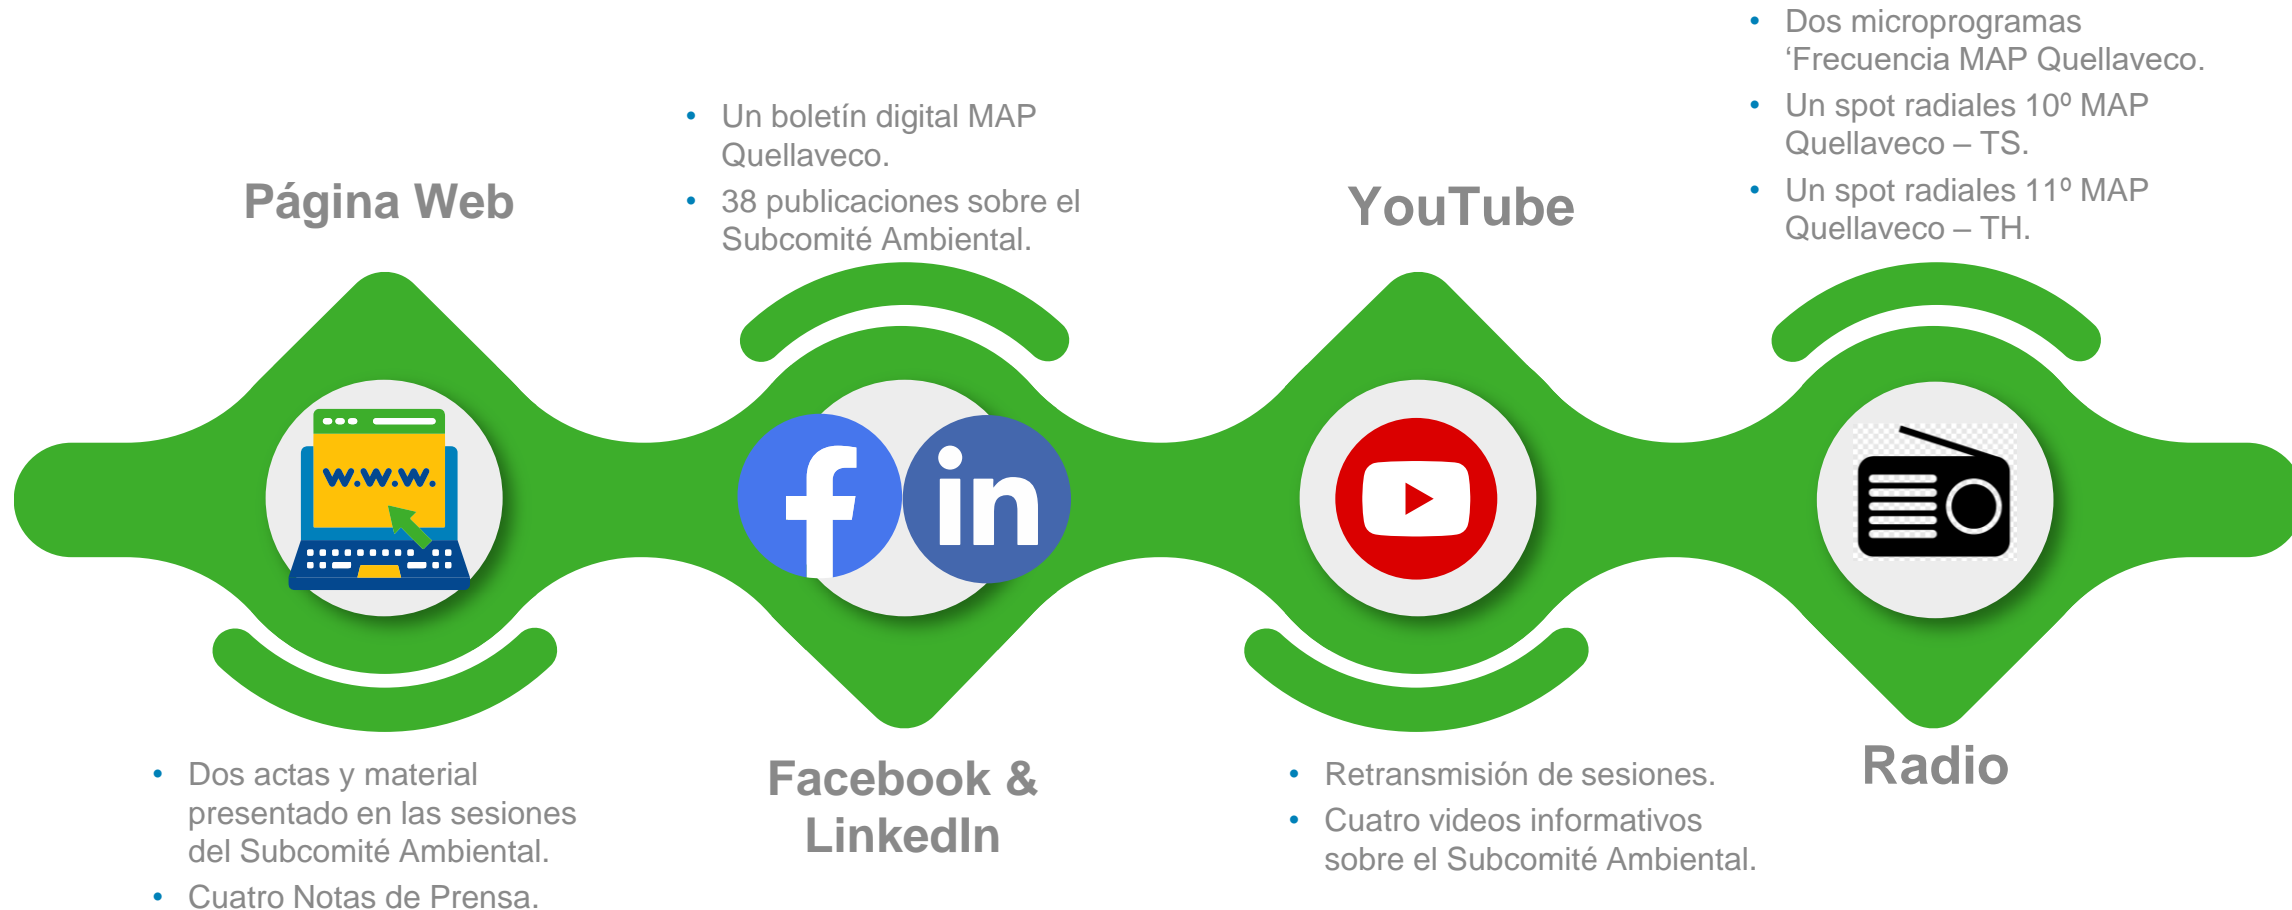 Página Web
w.w.w.
• Dos actas y material
presentado en las sesiones
del Subcomité Ambiental.
• Cuatro Notas de Prensa.
• Un boletín digital MAP
Quellaveco.
• 38 publicaciones sobre el
Subcomité Ambiental.
f
in
Facebook &
LinkedIn
YouTube
• Retransmisión de sesiones.
• Cuatro videos informativos
sobre el Subcomité Ambiental.
• Dos microprogramas
‘Frecuencia MAP Quellaveco.
• Un spot radiales 10º MAP
Quellaveco – TS.
• Un spot radiales 11º MAP
Quellaveco – TH.
Radio